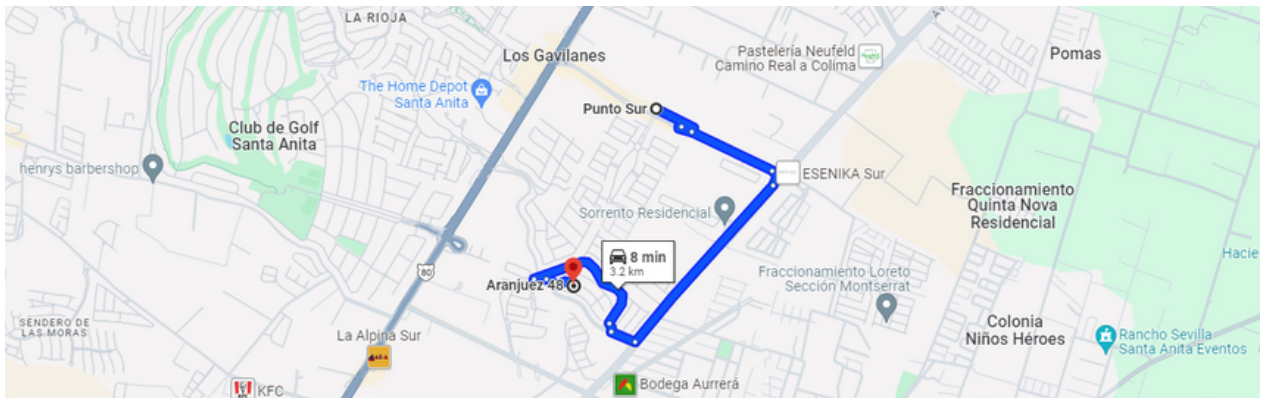 LA RIOJA
Los Gavilanes
Pastelería Neufeld
Camino Real a Colima
Pomas
The Home Depot
Santa Anita
Punto Sur
Club de Golf
Santa Anita
henrys barbershop
ESENIKA Sur
Fraccionamiento
Quinta Nova
Residencial
Sorrento Residencial
8 min
3.2 km
Hacie
80
Aranjuez 48
Fraccionamiento Loreto
Sección Montserrat
SENDERO DE
LAS MORAS
La Alpina Sur
Colonia
Niños Héroes
Rancho Sevilla
Santa Anita Eventos
KFC
Bodega Aurrerá